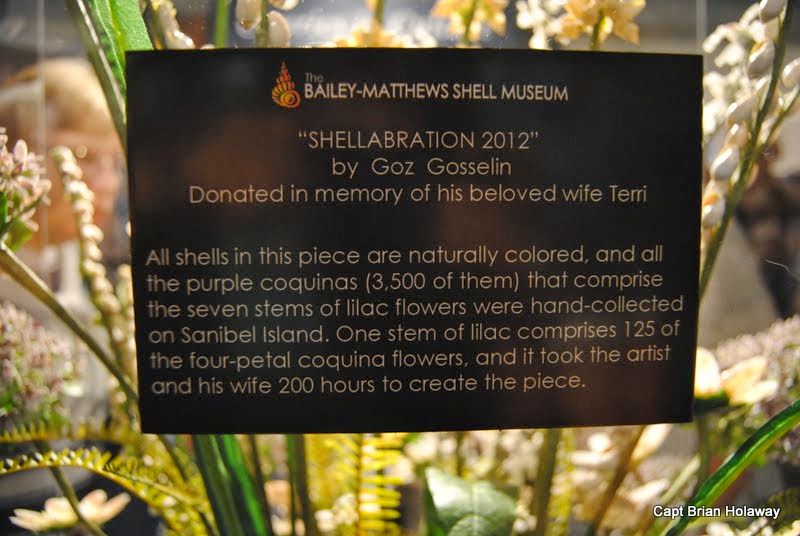 The
BAILEY-MATTHEWS SHELL MUSEUM
“SHELLABRATION 2012”
by Goz Gosselin
Donated in memory of his beloved wife Terri
All shells in this piece are naturally colored, and all
the purple coquinas (3,500 of them) that comprise
the seven stems of lilac flowers were hand-collected
on Sanibel Island. One stem of lilac comprises 125 of
the four-petal coquina flowers, and it took the artist
and his wife 200 hours to create the piece.
Capt Brian Holaway